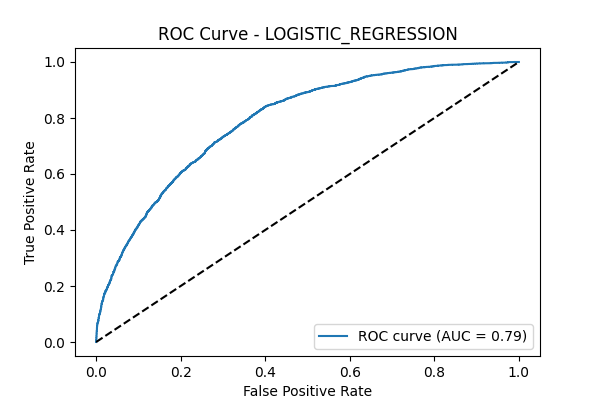 ROC Curve - LOGISTIC_REGRESSION
True Positive Rate
1.0
0.8
0.6
0.4
0.2
0.0
ROC curve (AUC = 0.79)
0.0 0.2 0.4 0.6 0.8 1.0
False Positive Rate